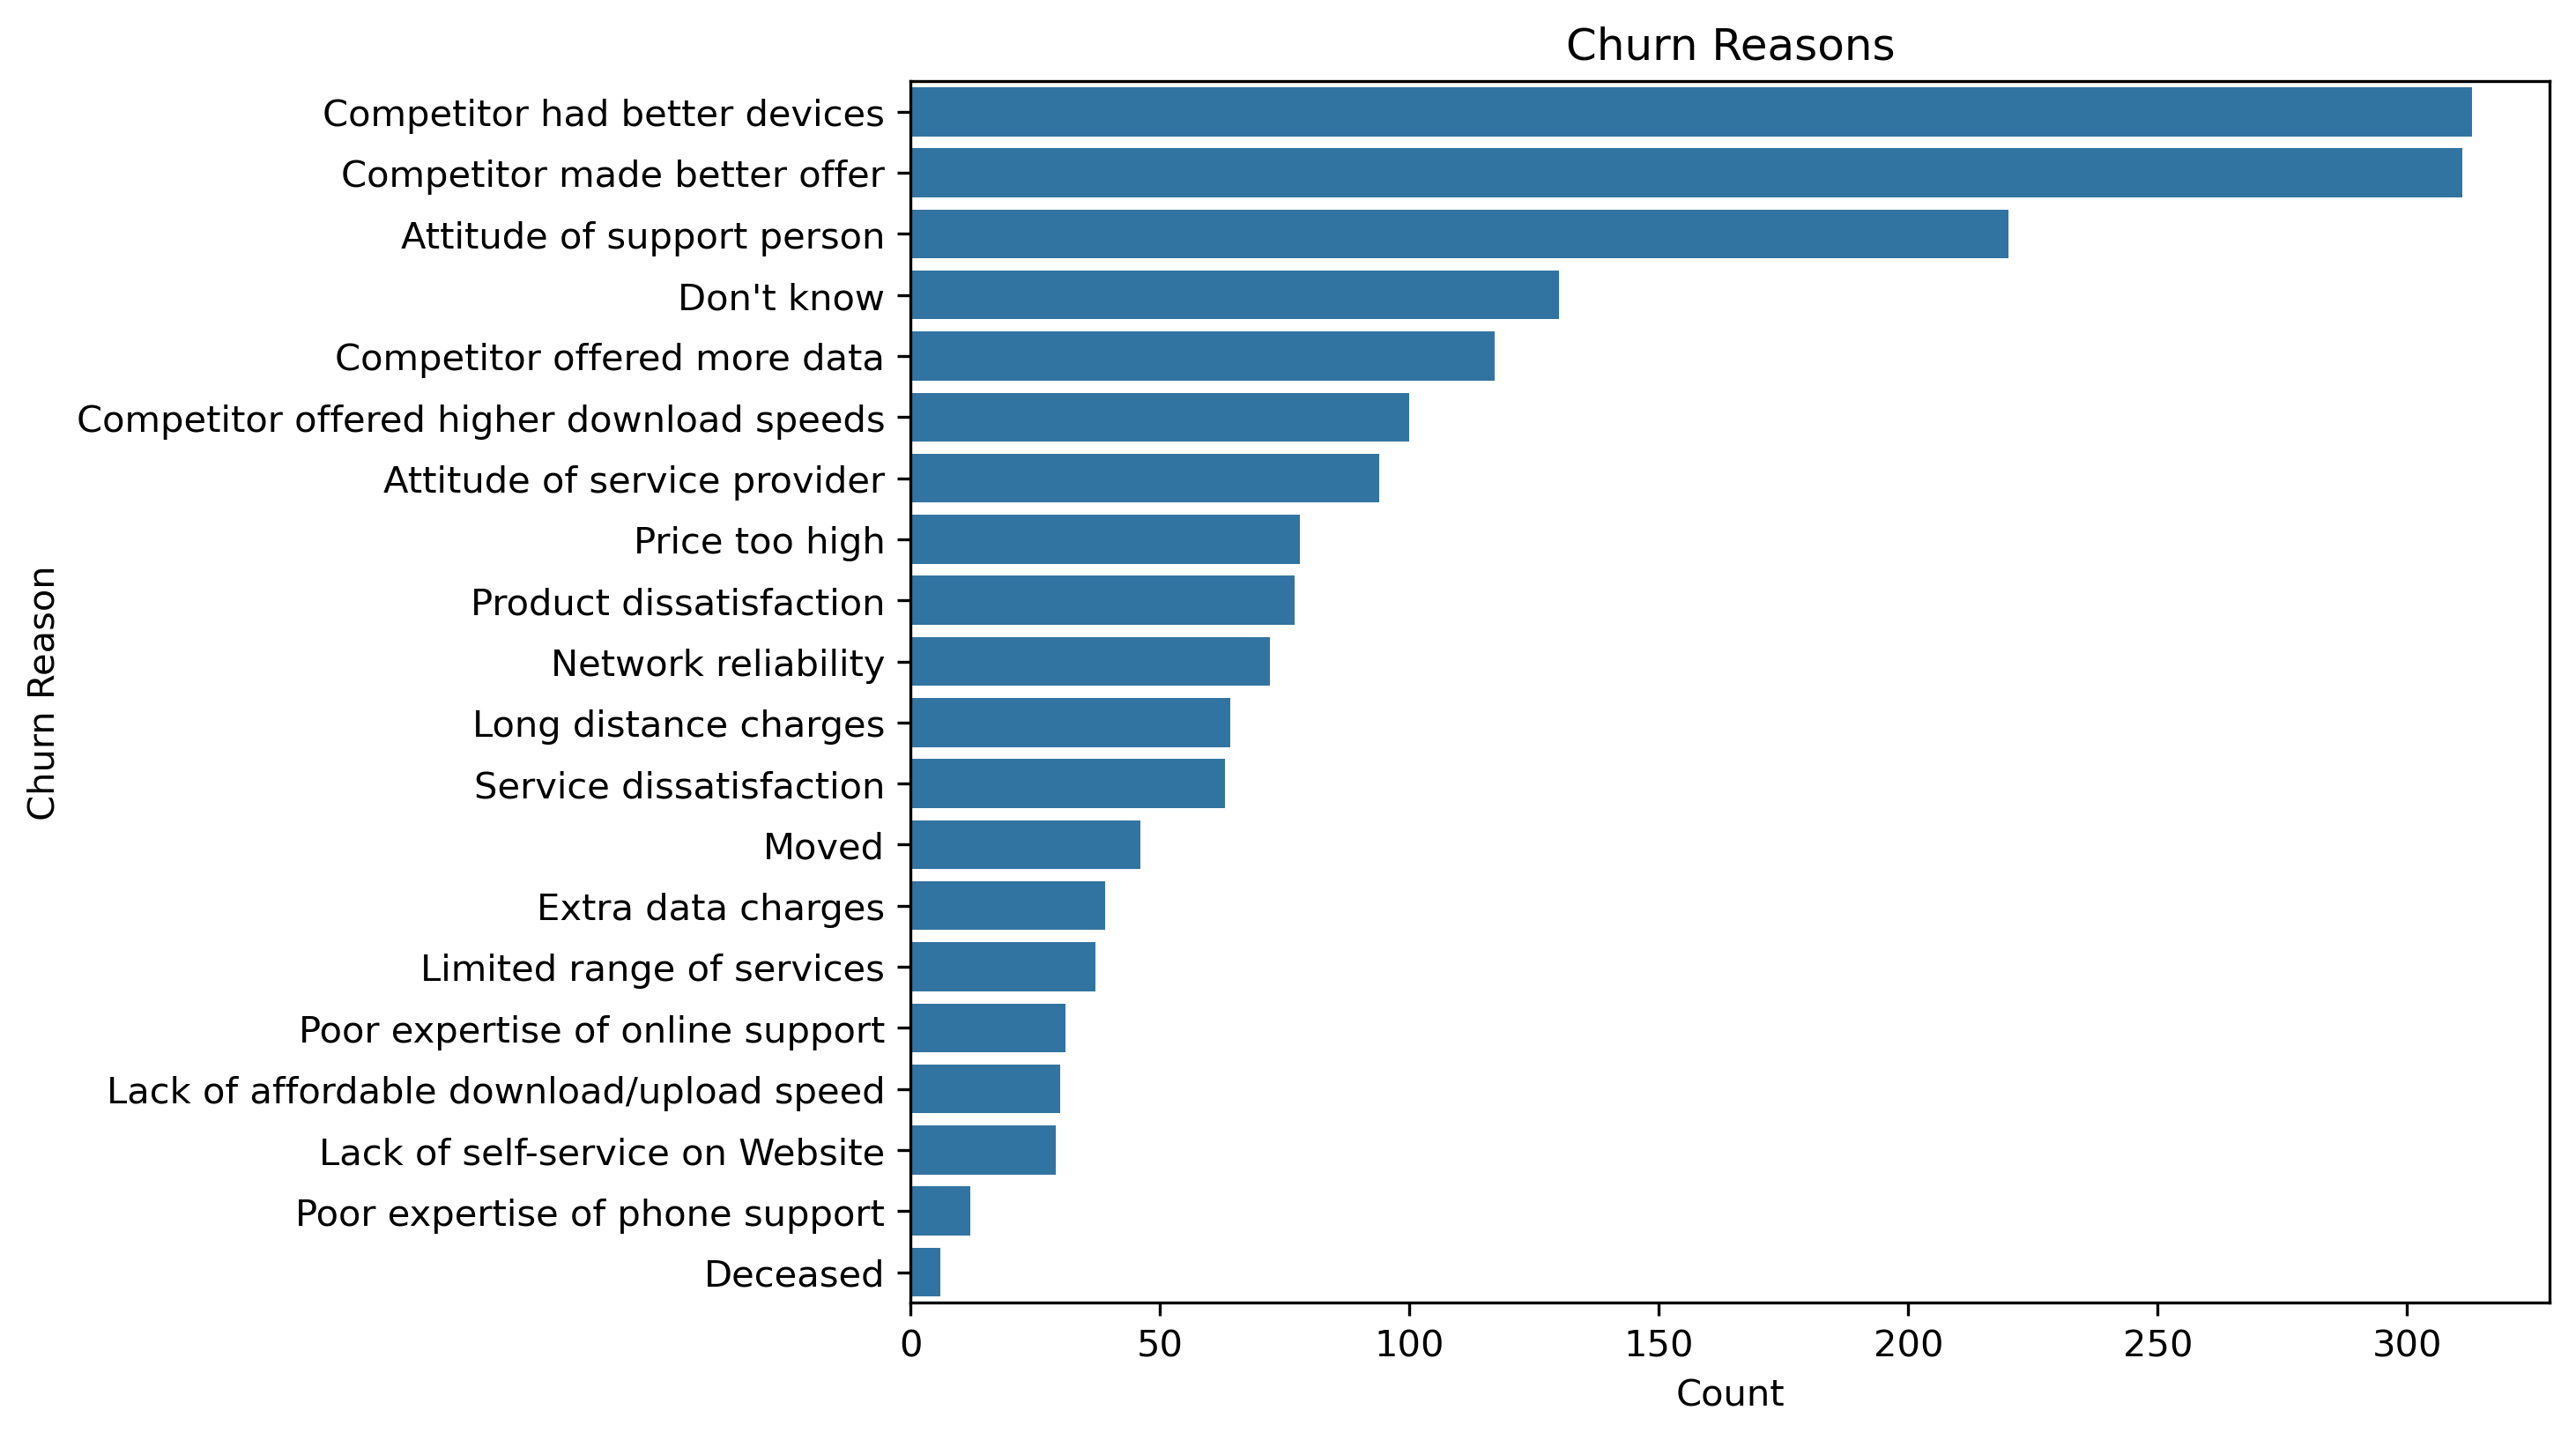 Churn Reasons
Churn Reason
Competitor had better devices
Competitor made better offer
Attitude of support person
Don't know
Competitor offered more data
Competitor offered higher download speeds
Attitude of service provider
Price too high
Product dissatisfaction
Network reliability
Long distance charges
Service dissatisfaction
Moved
Extra data charges
Limited range of services
Poor expertise of online support
Lack of affordable download/upload speed
Lack of self-service on Website
Poor expertise of phone support
Deceased
0 50 100 150 200 250 300
Count